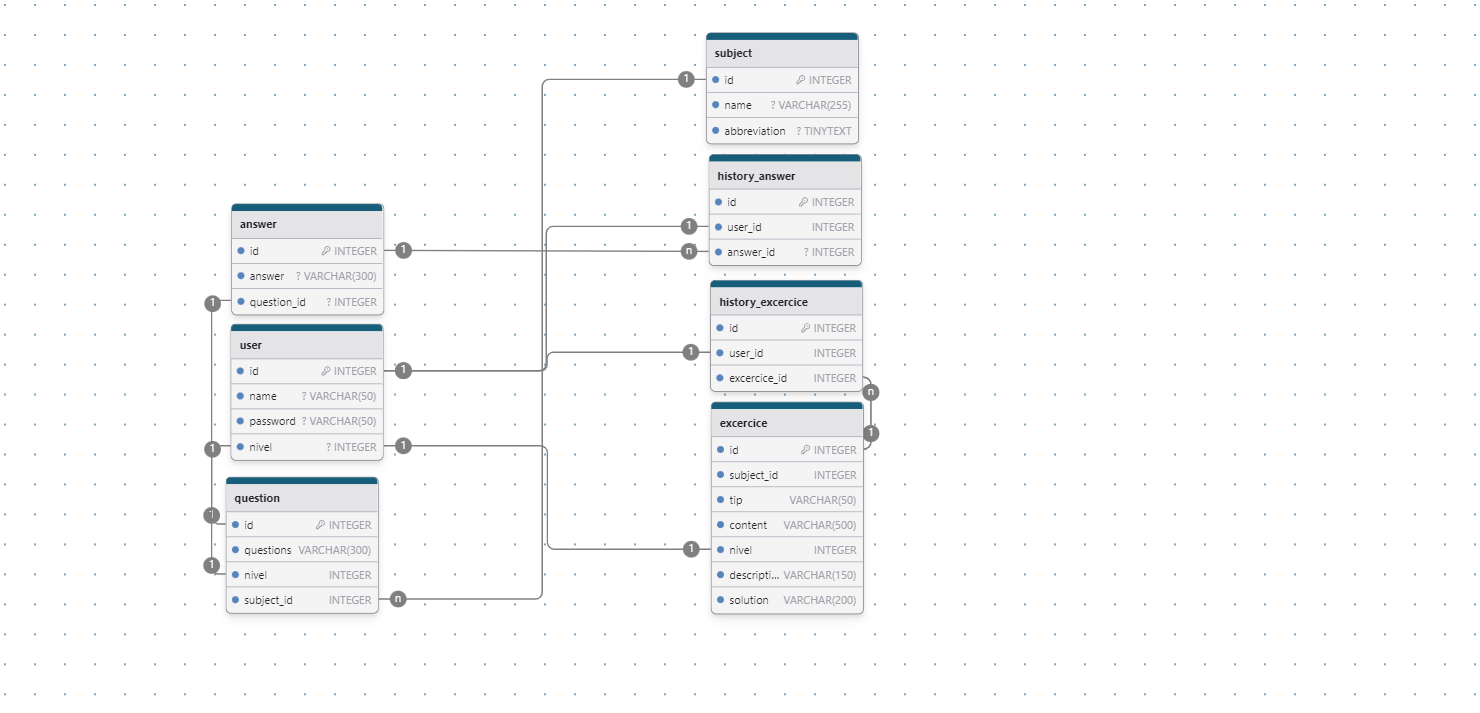 subject
id INTEGER
name ? VARCHAR(255)
abbreviation ? TINYTEXT
history_answer
id INTEGER
user_id INTEGER
answer_id ? INTEGER
answer
id INTEGER
answer ? VARCHAR(300)
question_id ? INTEGER
history_excercice
id INTEGER
user_id INTEGER
excercice_id INTEGER
user
id INTEGER
name ? VARCHAR(50)
password ? VARCHAR(50)
nivel ? INTEGER
excercice
id INTEGER
subject_id INTEGER
tip VARCHAR(50)
content VARCHAR(500)
nivel INTEGER
descripti... VARCHAR(150)
solution VARCHAR(200)
question
id INTEGER
questions VARCHAR(300)
nivel INTEGER
subject_id INTEGER
1
1
1
n
1
1
1
1
1
1
1
1
n
1
n